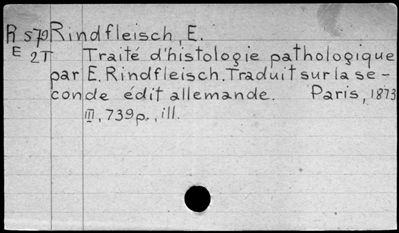 R 579 Rindfleisch, E.
E 2T Traité d'histologie pathologique
par E. Rindfleisch. Traduit sur la se-
conde édit allemande. Paris, 1873
III, 739p., ill.